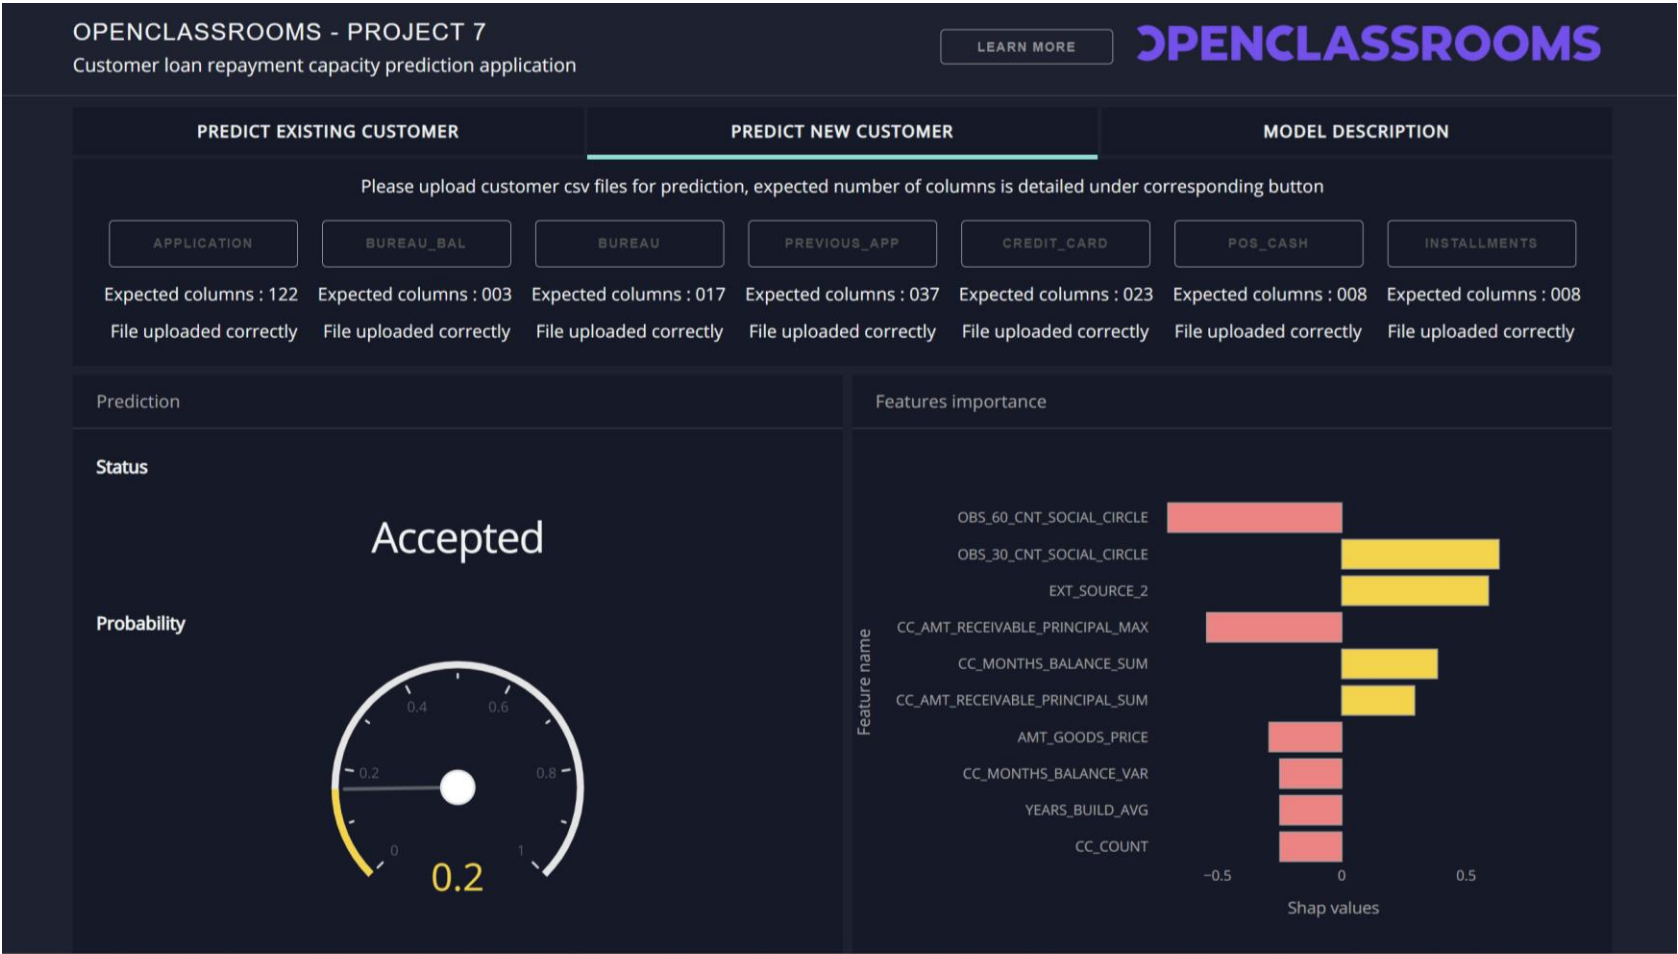 OPENCLASSROOMS - PROJECT 7
Customer loan repayment capacity prediction application
LEARN MORE
OPENCLASSROOMS
PREDICT EXISTING CUSTOMER
PREDICT NEW CUSTOMER
MODEL DESCRIPTION
Please upload customer csv files for prediction, expected number of columns is detailed under corresponding button
APPLICATION
BUREAU_BAL
BUREAU
PREVIOUS_APP
CREDIT_CARD
POS_CASH
INSTALLMENTS
Expected columns : 122
Expected columns : 003
Expected columns : 017
Expected columns : 037
Expected columns : 023
Expected columns : 008
Expected columns : 008
File uploaded correctly
File uploaded correctly
File uploaded correctly
File uploaded correctly
File uploaded correctly
File uploaded correctly
File uploaded correctly
Prediction
Status
Accepted
Probability
0
0.2
0.4
0.6
0.8
1
0.2
Features importance
Feature name
OBS_60_CNT_SOCIAL_CIRCLE
OBS_30_CNT_SOCIAL_CIRCLE
EXT_SOURCE_2
CC_AMT_RECEIVABLE_PRINCIPAL_MAX
CC_MONTHS_BALANCE_SUM
CC_AMT_RECEIVABLE_PRINCIPAL_SUM
AMT_GOODS_PRICE
CC_MONTHS_BALANCE_VAR
YEARS_BUILD_AVG
CC_COUNT
−0.5
0
0.5
Shap values